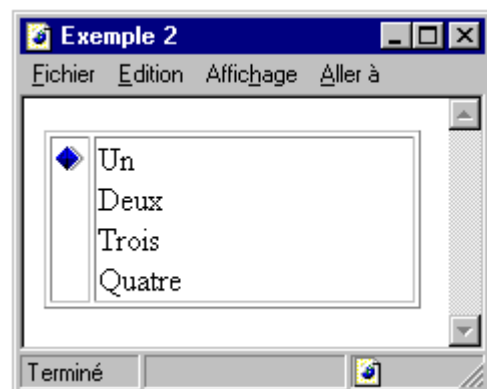 Exemple 2
Fichier Edition Affichage Aller à
Un
Deux
Trois
Quatre
Terminé